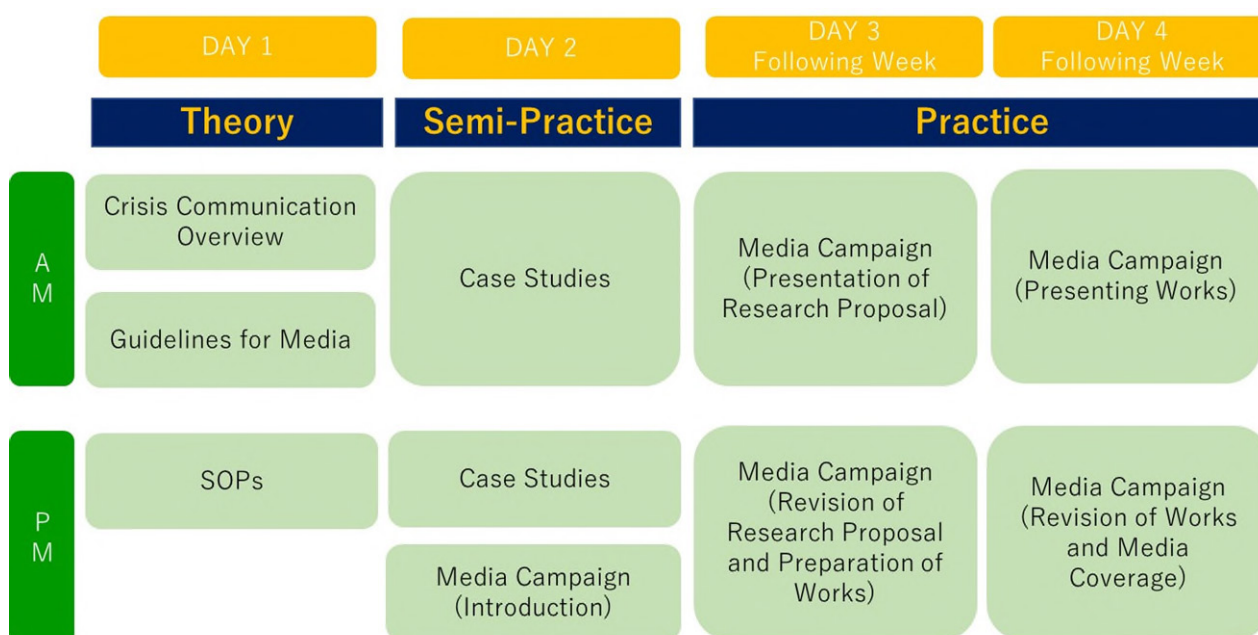 DAY 1
DAY 2
DAY 3
Following Week
DAY 4
Following Week
Theory
Semi-Practice
Practice
A
M
Crisis Communication
Overview
Guidelines for Media
Case Studies
Media Campaign
(Presentation of
Research Proposal)
Media Campaign
(Presenting Works)
P
M
SOPs
Case Studies
Media Campaign
(Introduction)
Media Campaign
(Revision of
Research Proposal
and Preparation of
Works)
Media Campaign
(Revision of Works
and Media
Coverage)